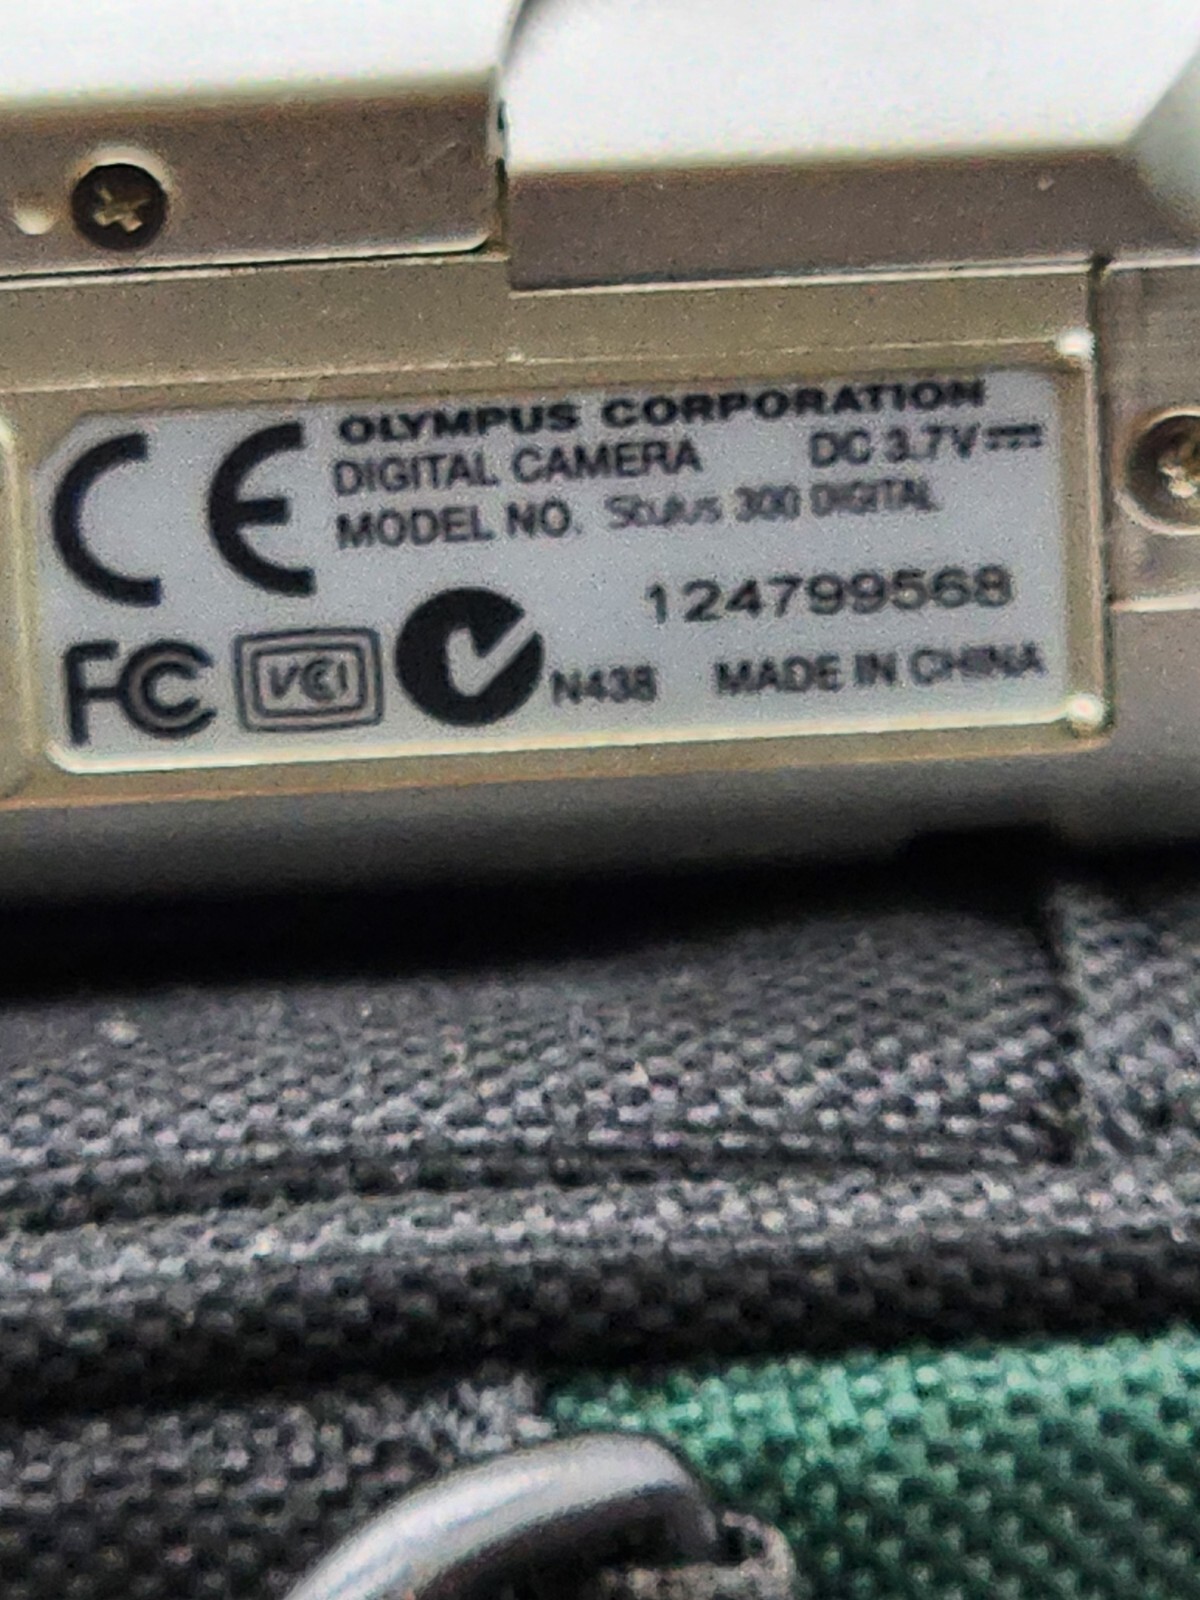 CE OLYMPUS CORPORATION
DIGITAL CAMERA DC 3.7V
MODEL NO. Stylus 300 DIGITAL
124799568
FC VCI N438 MADE IN CHINA